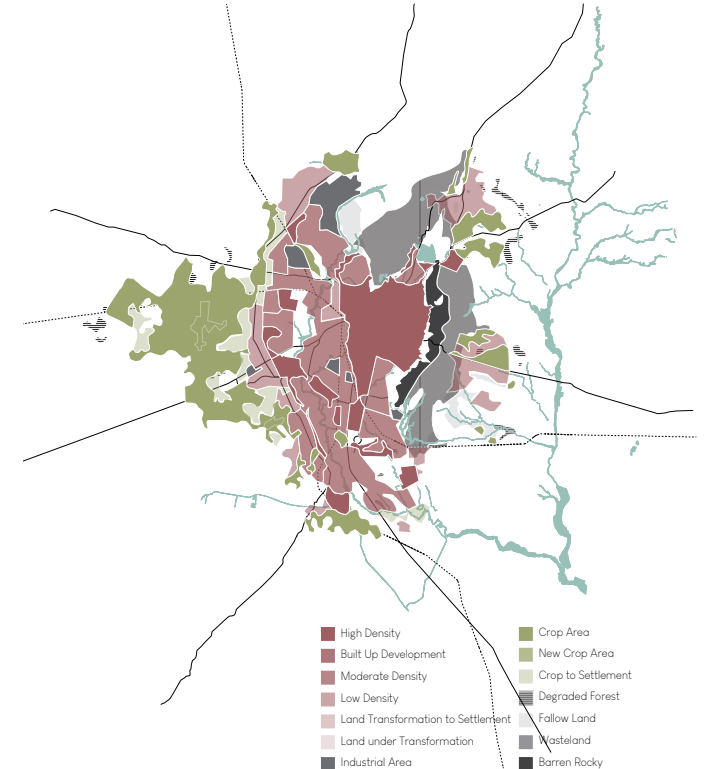 High Density
Built Up Development
Moderate Density
Low Density
Land Transformation to Settlement
Land under Transformation
Industrial Area
Crop Area
New Crop Area
Crop to Settlement
Degraded Forest
Fallow Land
Wasteland
Barren Rocky